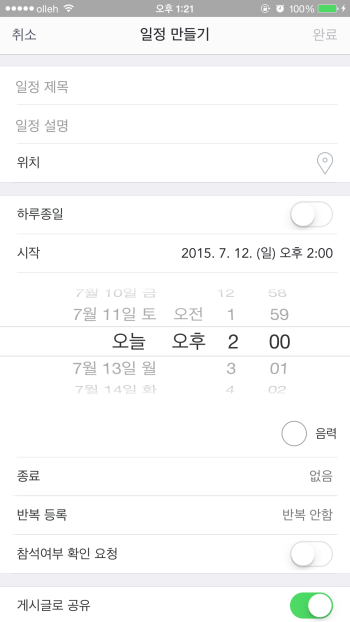 olleh 오후 1:21 100%
취소 일정 만들기 완료
일정 제목
일정 설명
위치
하루종일
시작 2015. 7. 12. (일) 오후 2:00
7월 10일 금 12 58
7월 11일 토 오전 1 59
오늘 오후 2 00
7월 13일 월 3 01
7월 14일 화 4 02
음력
종료 없음
반복 등록 반복 안함
참석여부 확인 요청
게시글로 공유